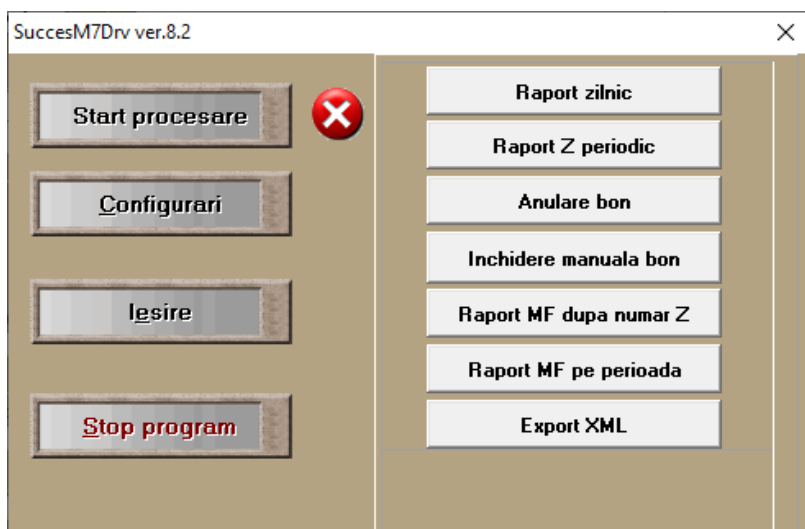 SuccesM7Drv ver.8.2
Start procesare
Configurari
Iesire
Stop program
Raport zilnic
Raport Z periodic
Anulare bon
Inchidere manuala bon
Raport MF dupa numar Z
Raport MF pe perioada
Export XML